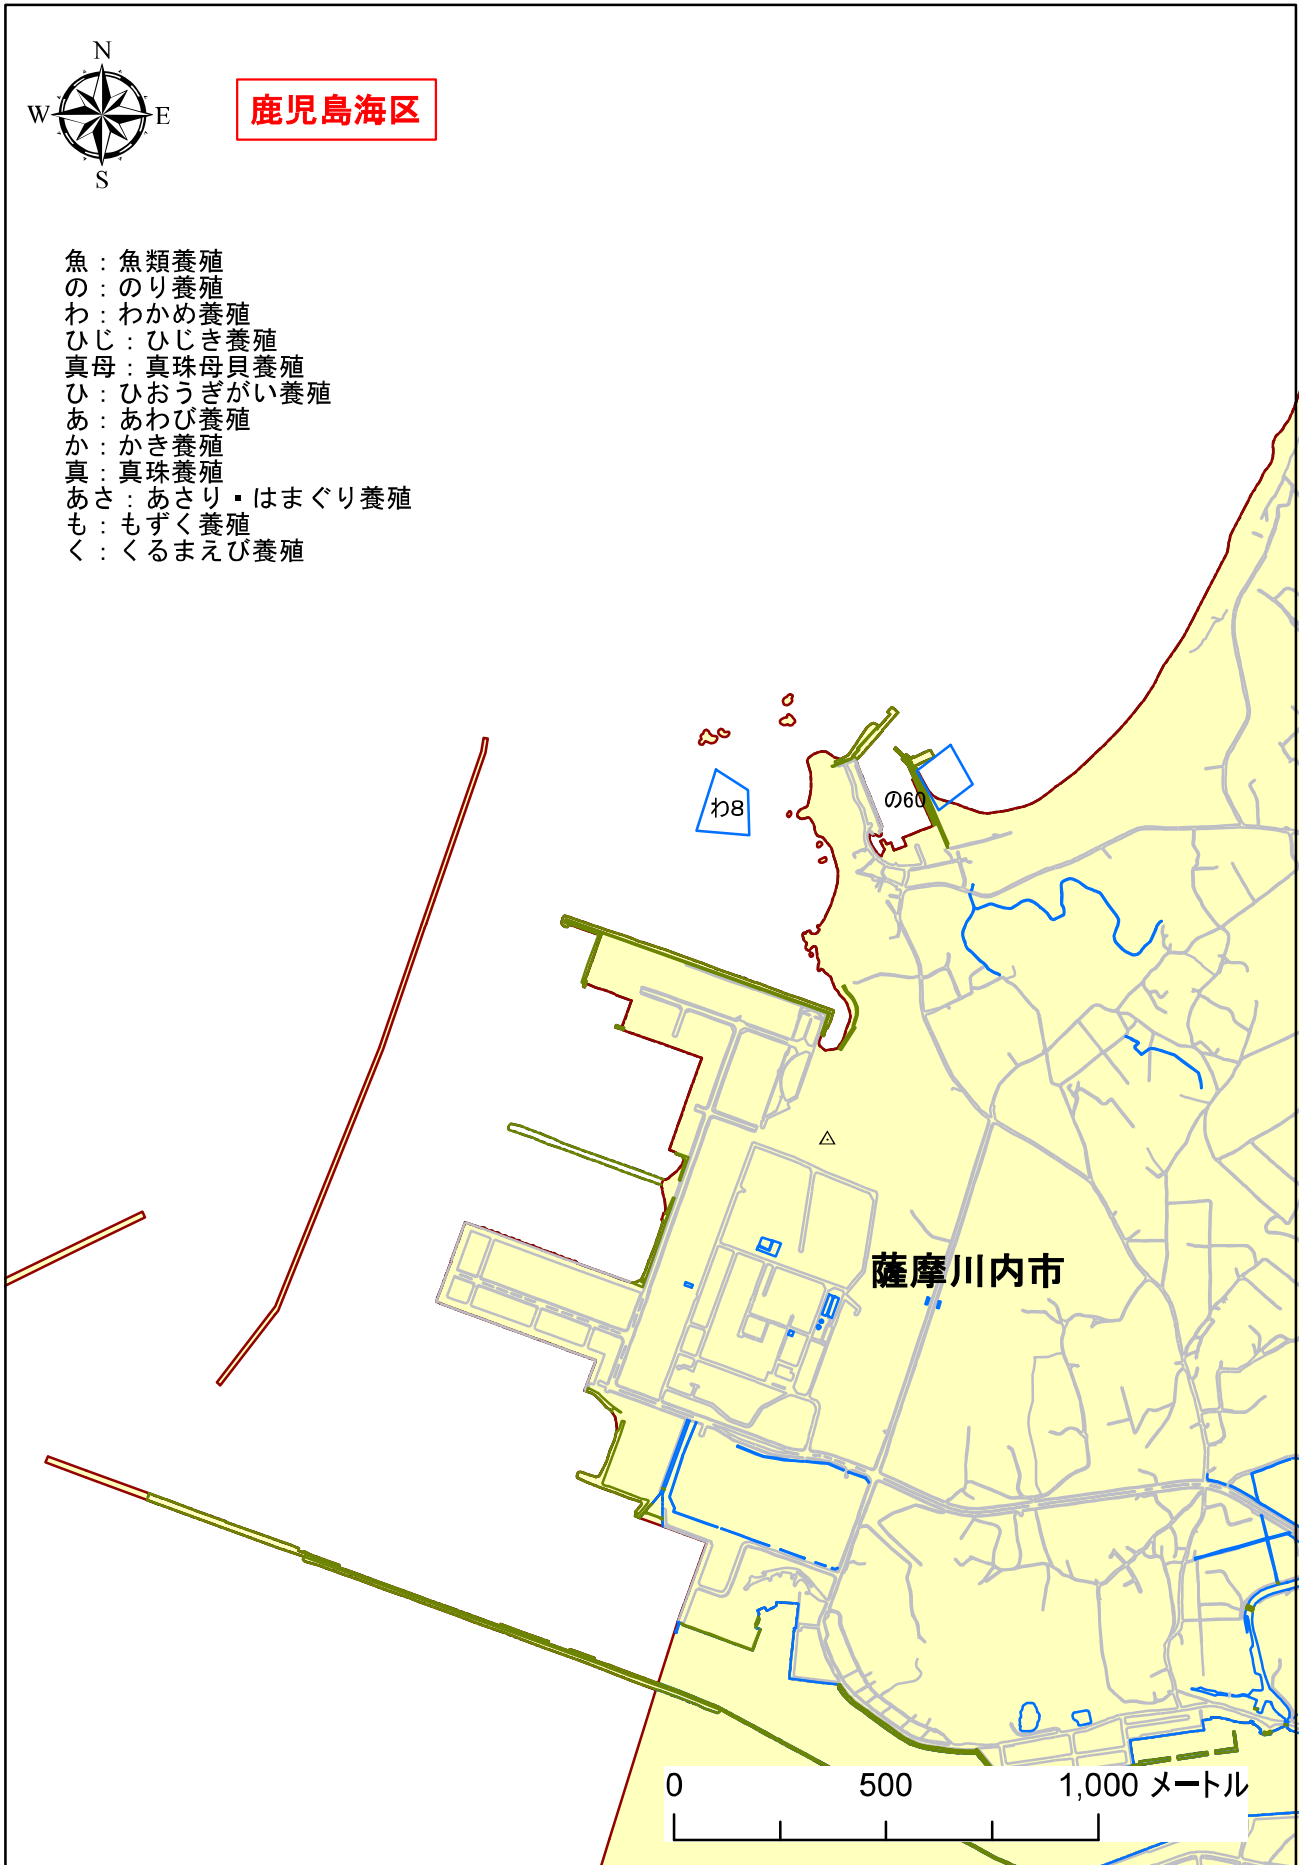 N
W E
S
鹿児島海区
魚：魚類養殖
の：のり養殖
わ：わかめ養殖
ひじ：ひじき養殖
真母：真珠母貝養殖
ひ：ひおうぎがい養殖
あ：あわび養殖
か：かき養殖
真：真珠養殖
あさ：あさり・はまぐり養殖
も：もずく養殖
く：くるまえび養殖
の60
わ8
薩摩川内市
0 500 1,000 メートル